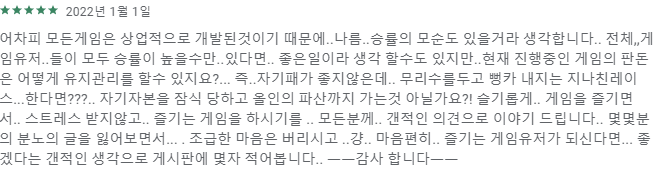 ★★★★★ 2022년 1월 1일
어차피 모든게임은 상업적으로 개발된것이기 때문에..나름..승률의 모순도 있을거라 생각합니다.. 전체,,게
임유저..들이 모두 승률이 높을수만..있다면.. 좋은일이라 생각 할수도 있지만..현재 진행중인 게임의 판돈
은 어떻게 유지관리를 할수 있지요?... 즉..자기패가 좋지않은데.. 무리수를두고 뻥카 내지는 지나친레이
스...한다면???.. 자기자본을 잠식 당하고 올인의 파산까지 가는것 아닐가요?! 슬기롭게.. 게임을 즐기면
서.. 스트레스 받지않고.. 즐기는 게임을 하시기를 .. 모든분께.. 갠적인 의견으로 이야기 드립니다.. 몇몇분
의 분노의 글을 잃어보면서... . 조급한 마음은 버리시고 ..걍.. 마음편히.. 즐기는 게임유저가 되신다면... 좋
겠다는 갠적인 생각으로 게시판에 몇자 적어봅니다.. ㅡㅡ감사 합니다ㅡㅡ